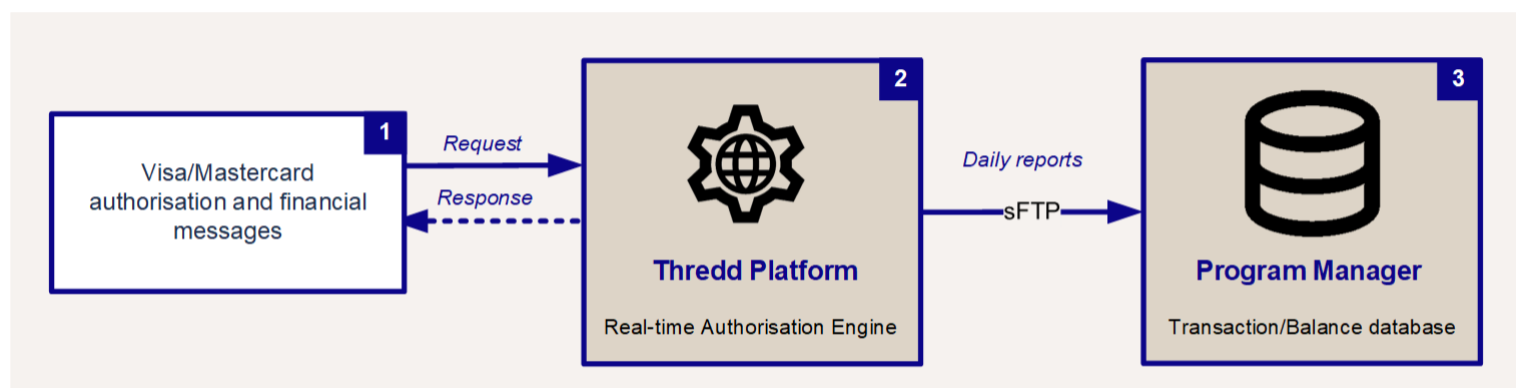 1
Visa/Mastercard
authorisation and financial
messages
Request
Response
2
Thredd Platform
Real-time Authorisation Engine
Daily reports
sFTP
3
Program Manager
Transaction/Balance database